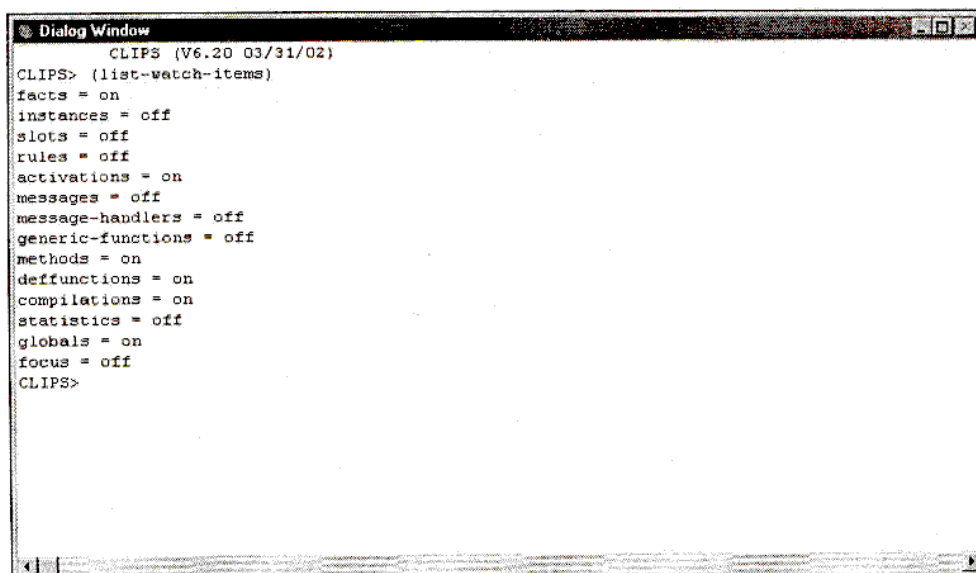 Dialog Window
CLIPS (V6.20 03/31/02)
CLIPS> (list-watch-items)
facts = on
instances = off
slots = off
rules = off
activations = on
messages = off
message-handlers = off
generic-functions = off
methods = on
deffunctions = on
compilations = on
statistics = off
globals = on
focus = off
CLIPS>